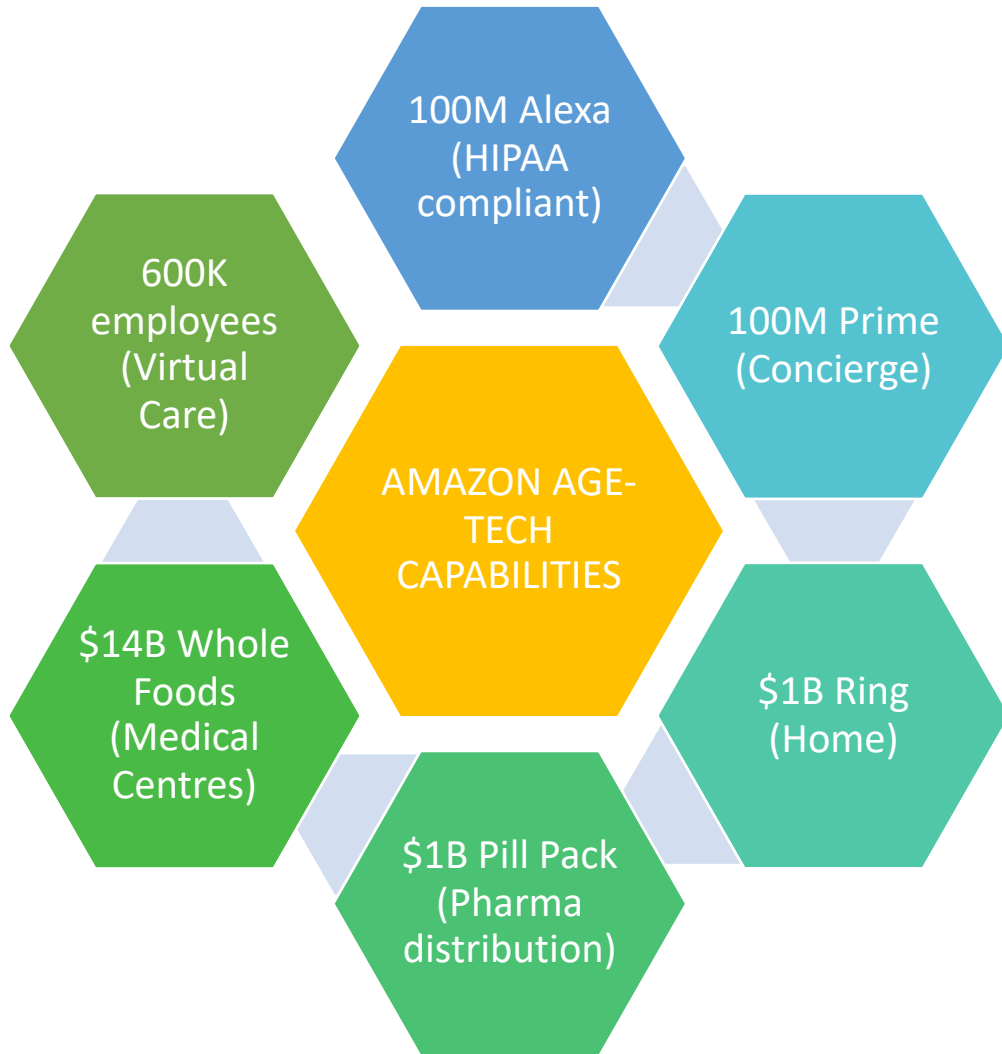 100M Alexa
(HIPAA
compliant)
600K
employees
(Virtual
Care)
100M Prime
(Concierge)
AMAZON AGE-
TECH
CAPABILITIES
$14B Whole
Foods
(Medical
Centres)
$1B Ring
(Home)
$1B Pill Pack
(Pharma
distribution)